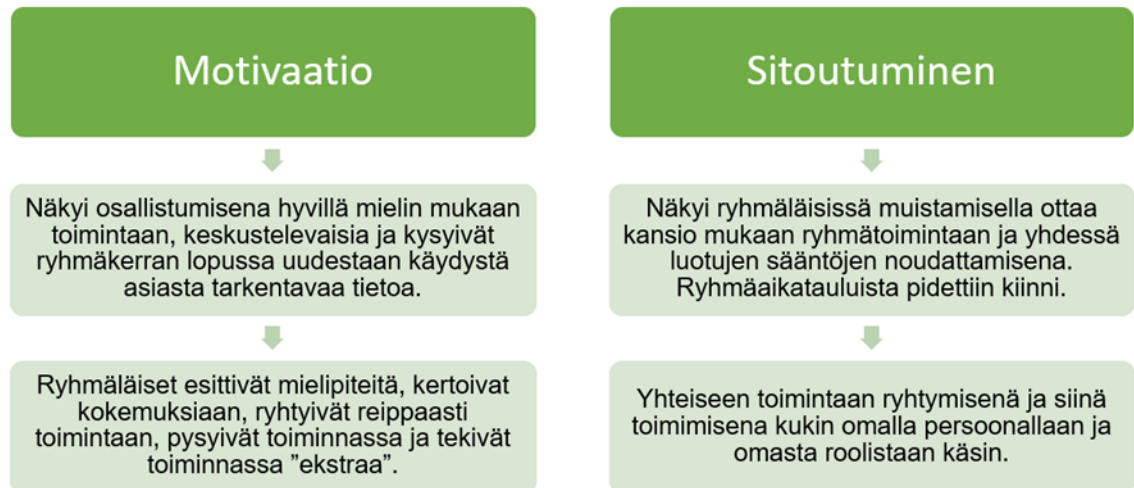 Motivaatio
Näkyi osallistumisena hyvillä mielin mukaan
toimintaan, keskustelevaisia ja kysyivät
ryhmäkerran lopussa uudestaan käydystä
asiasta tarkentavaa tietoa.
Ryhmäläiset esittivät mielipiteitä, kertoivat
kokemuksiaan, ryhtyivät reippaasti
toimintaan, pysyivät toiminnassa ja tekivät
toiminnassa ”ekstraa”.
Sitoutuminen
Näkyi ryhmäläisissä muistamisella ottaa
kansio mukaan ryhmätoimintaan ja yhdessä
luotujen sääntöjen noudattamisena.
Ryhmäaikatauluista pidettiin kiinni.
Yhteiseen toimintaan ryhtymisenä ja siinä
toimimisena kukin omalla persoonallaan ja
omasta roolistaan käsin.